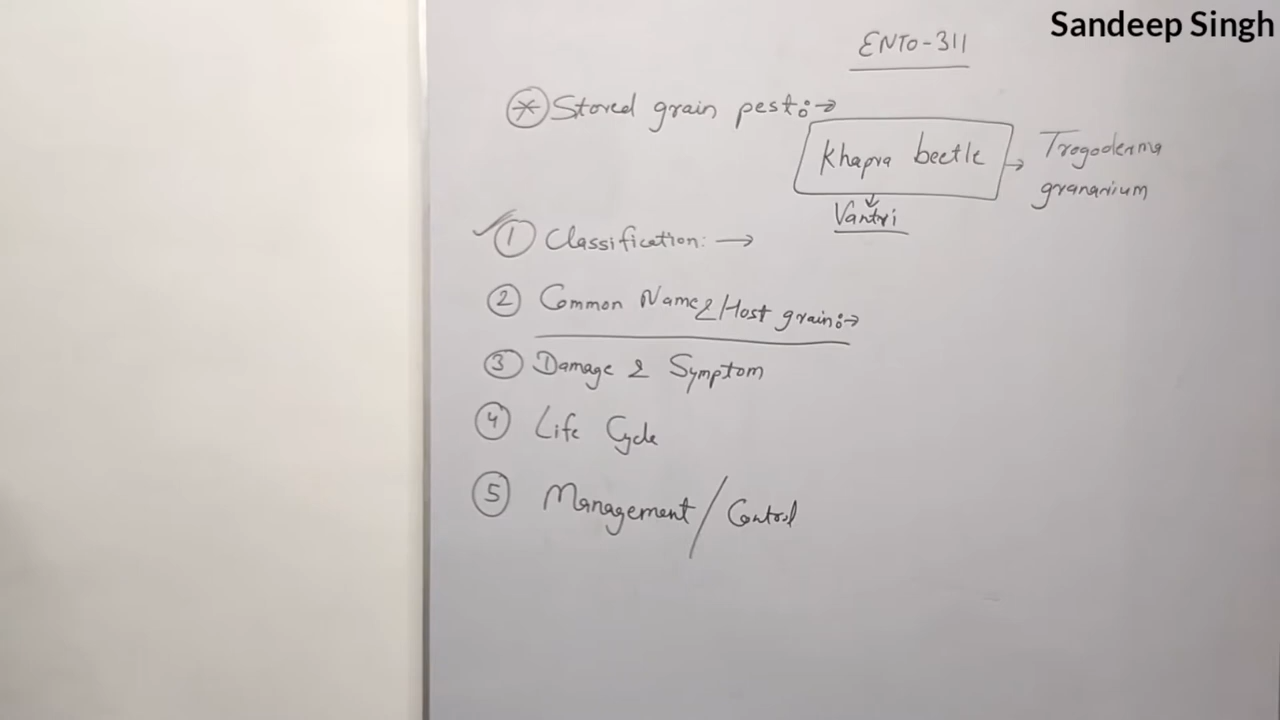 Sandeep Singh
ENTO-311
* Stored grain pest:→
Khapra beetle → Trogoderma
granarium
Vantri
1 Classification: →
2 Common Name & Host grain:→
3 Damage & Symptom
4 Life Cycle
5 Management / Control